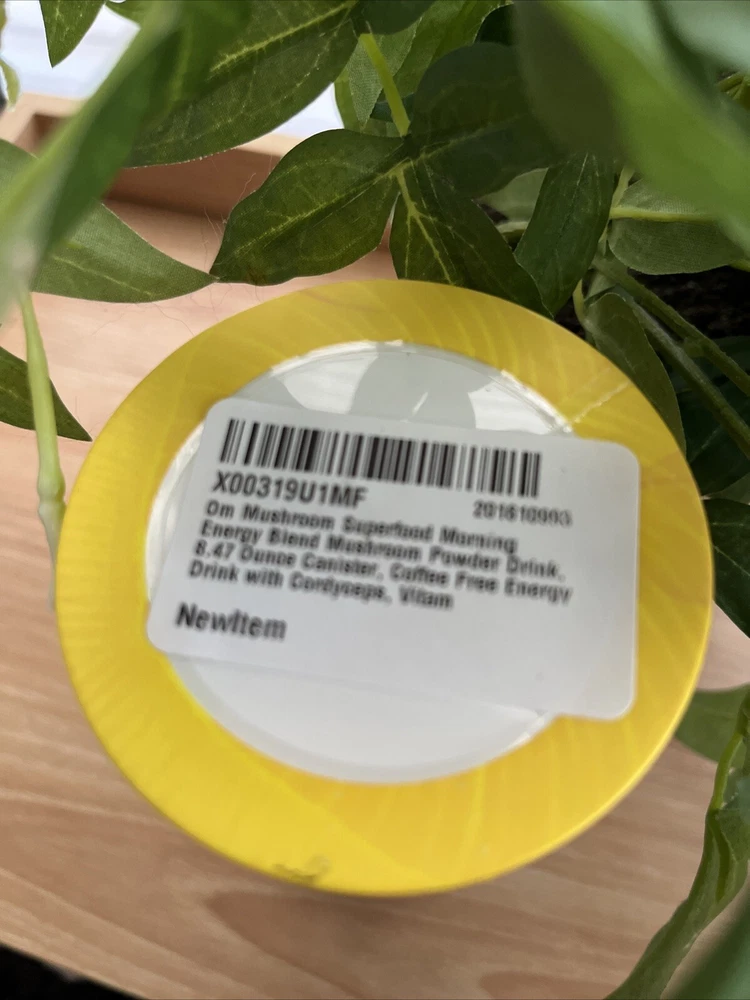 X00319U1MF
201610993
Om Mushroom Superfood Morning
Energy Blend Mushroom Powder Drink,
8.47 Ounce Canister, Coffee Free Energy
Drink with Cordyceps, Vitam
NewItem